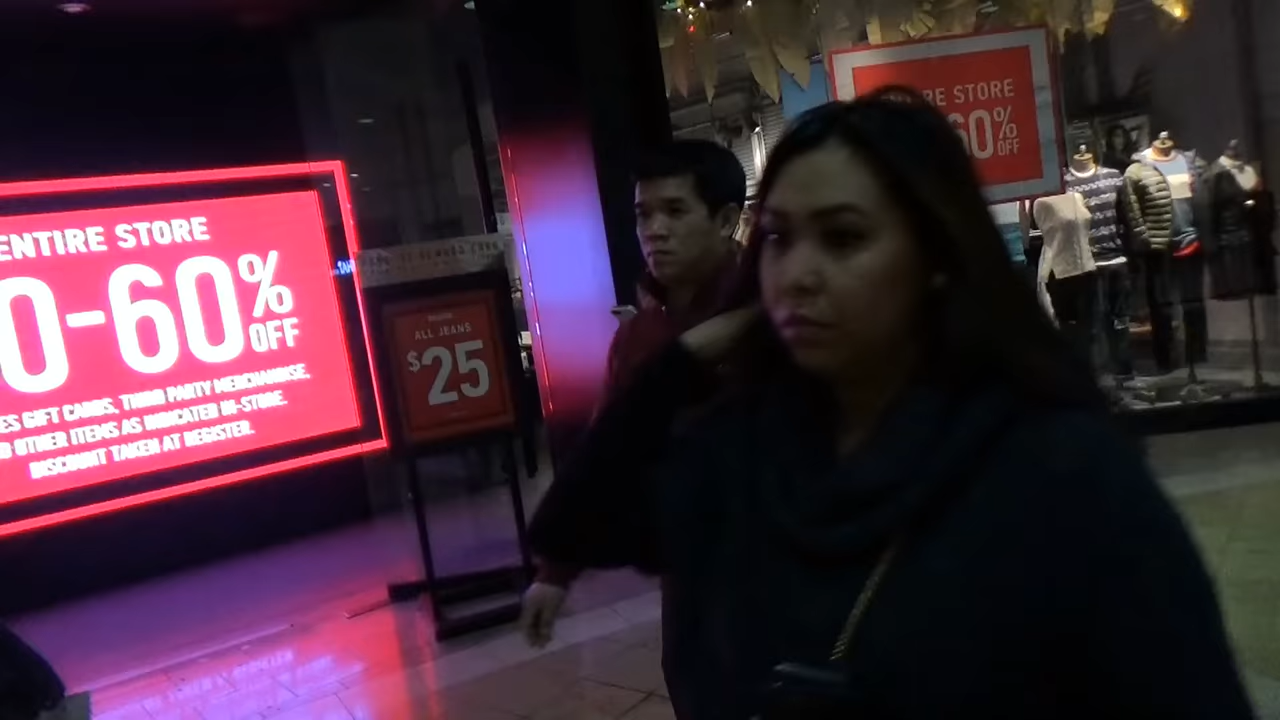 ENTIRE STORE
0-60%
OFF
ES GIFT CARDS, THIRD PARTY MERCHANDISE.
D OTHER ITEMS AS INDICATED IN-STORE.
DISCOUNT TAKEN AT REGISTER.
ALL JEANS
$25
RE STORE
60%
OFF